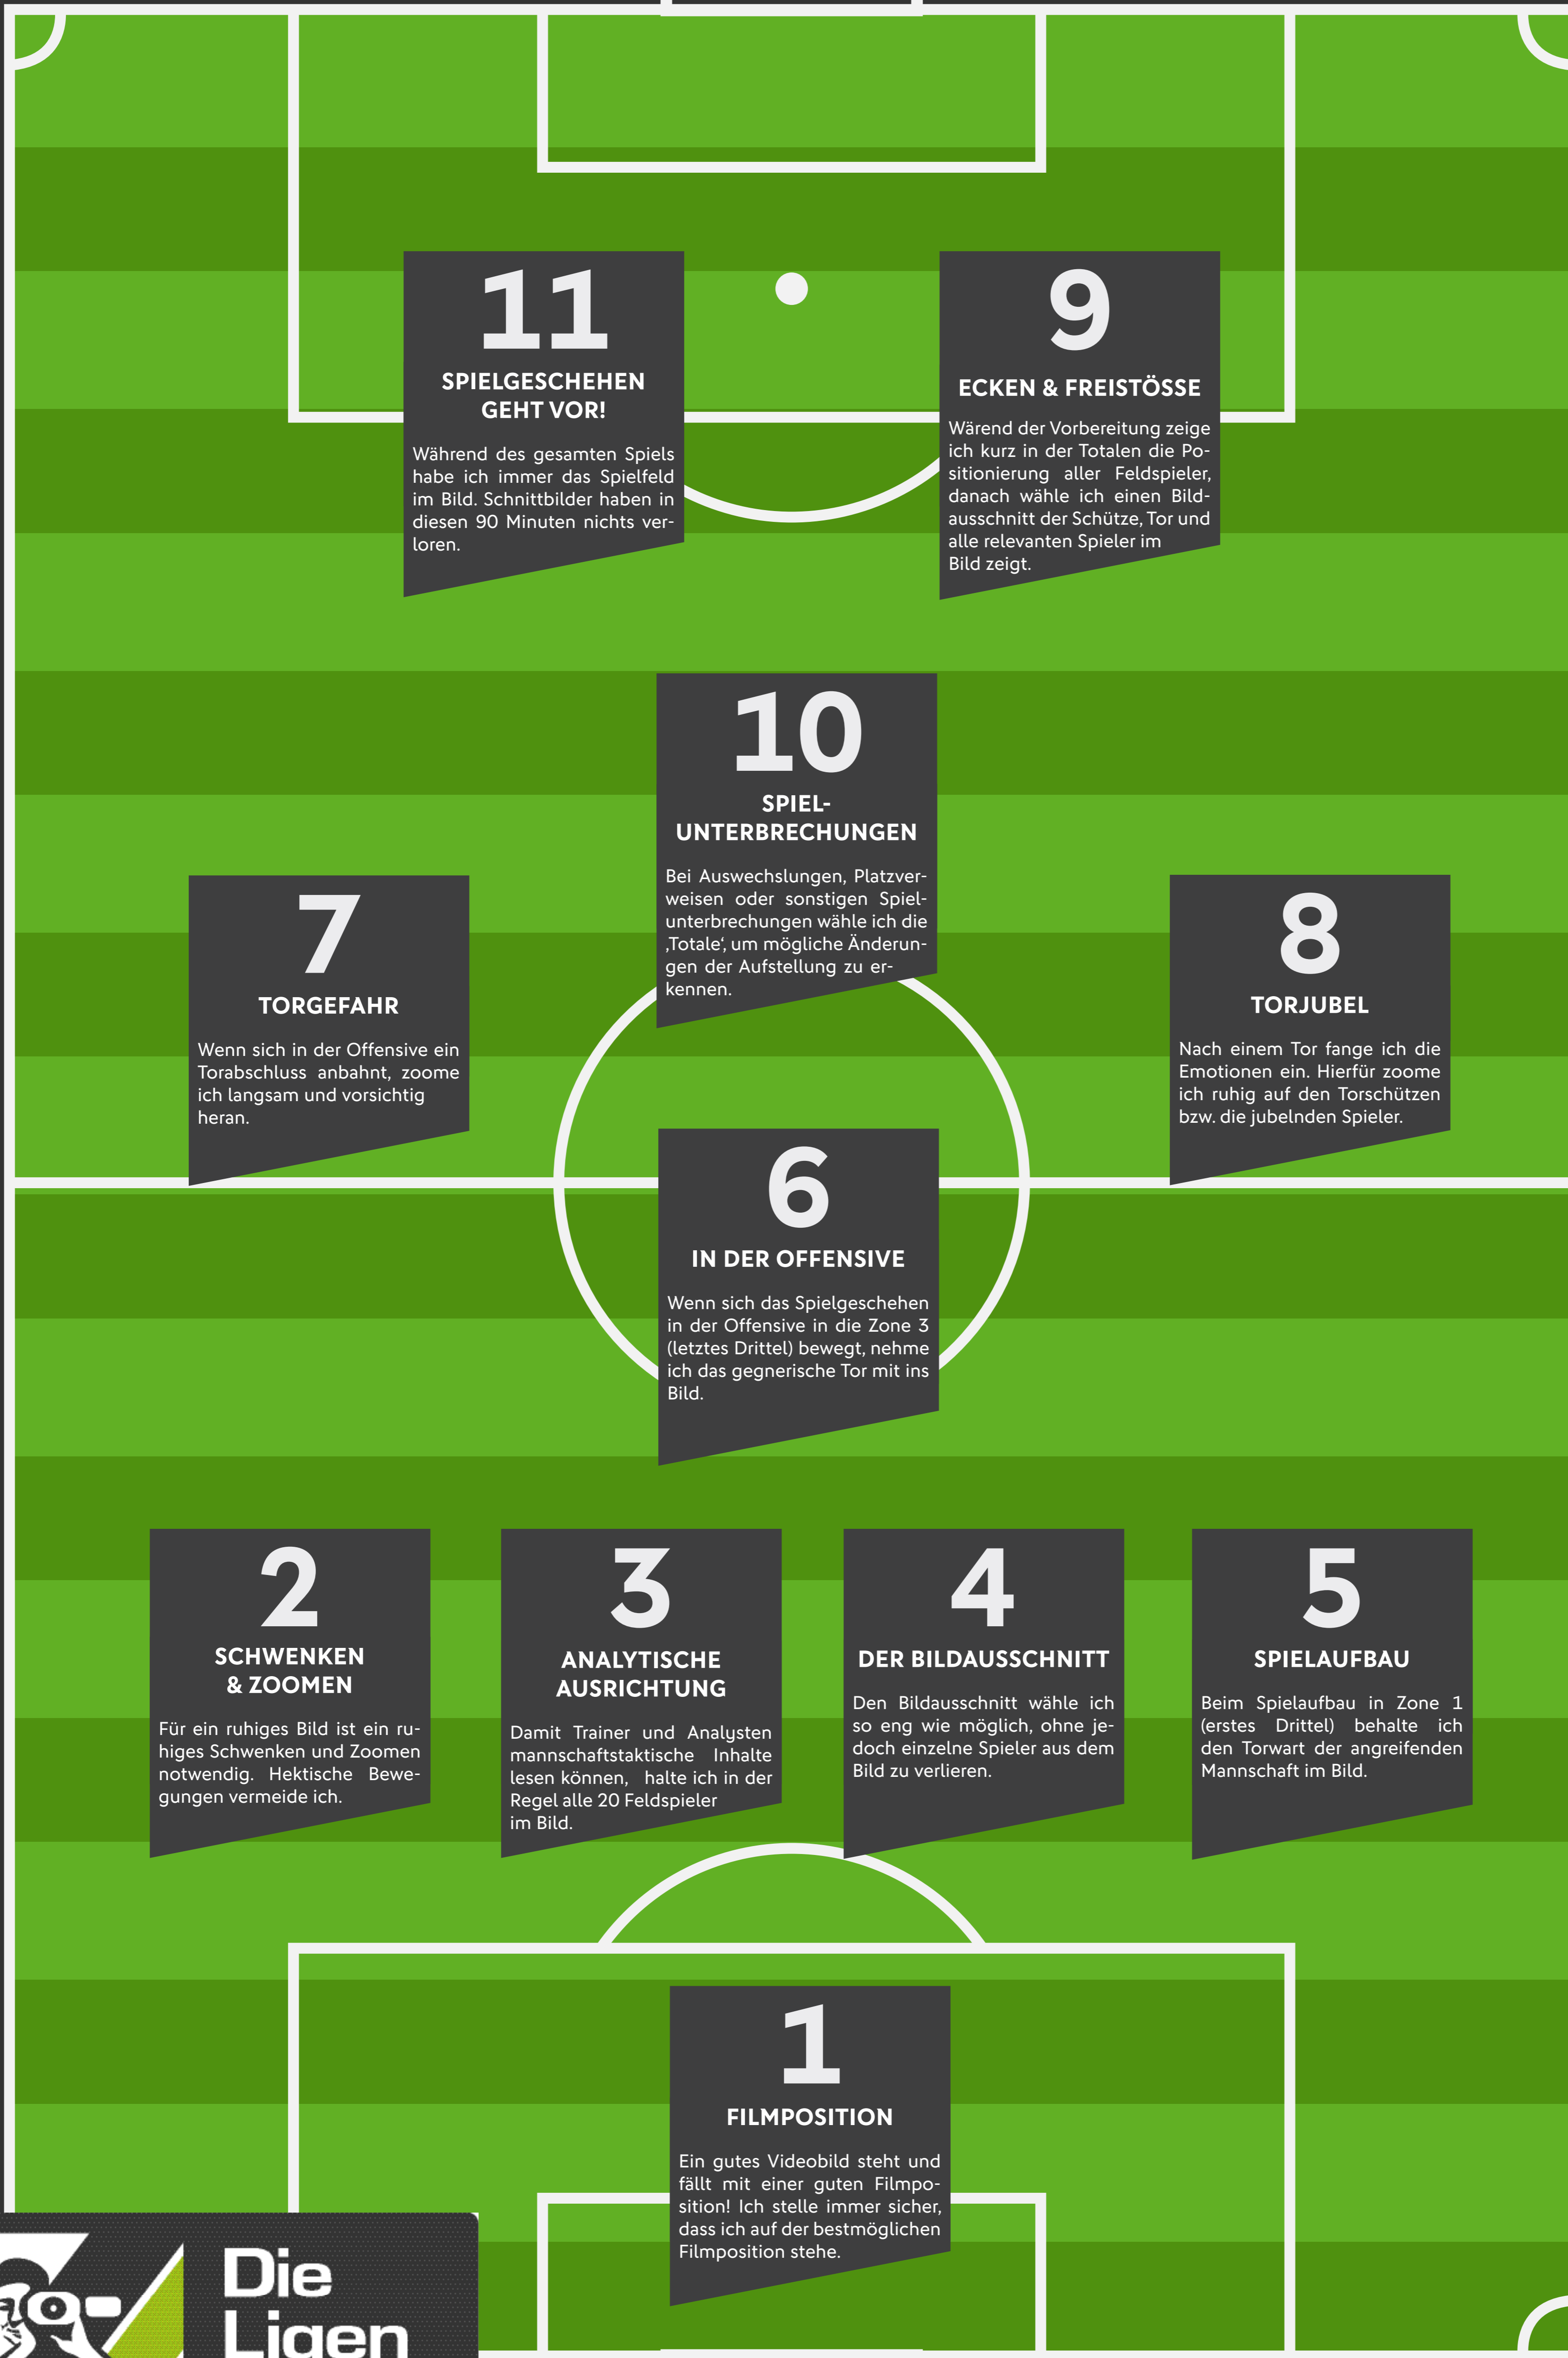 11
SPIELGESCHEHEN
GEHT VOR!
Während des gesamten Spiels
habe ich immer das Spielfeld
im Bild. Schnittbilder haben in
diesen 90 Minuten nichts ver-
loren.
9
ECKEN & FREISTÖSSE
Wärend der Vorbereitung zeige
ich kurz in der Totalen die Po-
sitionierung aller Feldspieler,
danach wähle ich einen Bild-
ausschnitt der Schütze, Tor und
alle relevanten Spieler im
Bild zeigt.
10
SPIEL-
UNTERBRECHUNGEN
Bei Auswechslungen, Platzver-
weisen oder sonstigen Spiel-
unterbrechungen wähle ich die
‚Totale‘, um mögliche Änderun-
gen der Aufstellung zu er-
kennen.
7
TORGEFAHR
Wenn sich in der Offensive ein
Torabschluss anbahnt, zoome
ich langsam und vorsichtig
heran.
8
TORJUBEL
Nach einem Tor fange ich die
Emotionen ein. Hierfür zoome
ich ruhig auf den Torschützen
bzw. die jubelnden Spieler.
6
IN DER OFFENSIVE
Wenn sich das Spielgeschehen
in der Offensive in die Zone 3
(letztes Drittel) bewegt, nehme
ich das gegnerische Tor mit ins
Bild.
2
SCHWENKEN
& ZOOMEN
Für ein ruhiges Bild ist ein ru-
higes Schwenken und Zoomen
notwendig. Hektische Bewe-
gungen vermeide ich.
3
ANALYTISCHE
AUSRICHTUNG
Damit Trainer und Analysten
mannschaftstaktische Inhalte
lesen können, halte ich in der
Regel alle 20 Feldspieler
im Bild.
4
DER BILDAUSSCHNITT
Den Bildausschnitt wähle ich
so eng wie möglich, ohne je-
doch einzelne Spieler aus dem
Bild zu verlieren.
5
SPIELAUFBAU
Beim Spielaufbau in Zone 1
(erstes Drittel) behalte ich
den Torwart der angreifenden
Mannschaft im Bild.
1
FILMPOSITION
Ein gutes Videobild steht und
fällt mit einer guten Filmpo-
sition! Ich stelle immer sicher,
dass ich auf der bestmöglichen
Filmposition stehe.
Die
Ligen